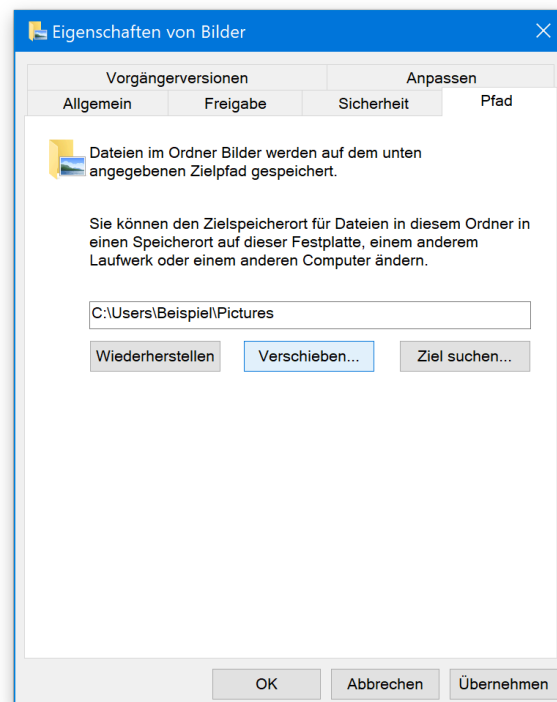 Eigenschaften von Bilder
Vorgängerversionen Anpassen
Allgemein Freigabe Sicherheit Pfad
Dateien im Ordner Bilder werden auf dem unten
angegebenen Zielpfad gespeichert.
Sie können den Zielspeicherort für Dateien in diesem Ordner in
einen Speicherort auf dieser Festplatte, einem anderem
Laufwerk oder einem anderen Computer ändern.
C:\Users\Beispiel\Pictures
Wiederherstellen Verschieben... Ziel suchen...
OK Abbrechen Übernehmen